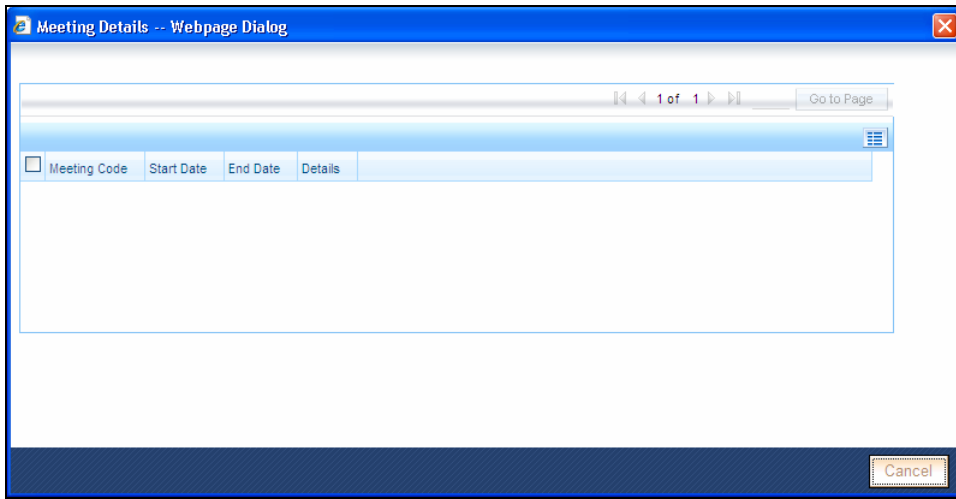 Meeting Details -- Webpage Dialog
1 of 1 Go to Page
Meeting Code Start Date End Date Details
Cancel